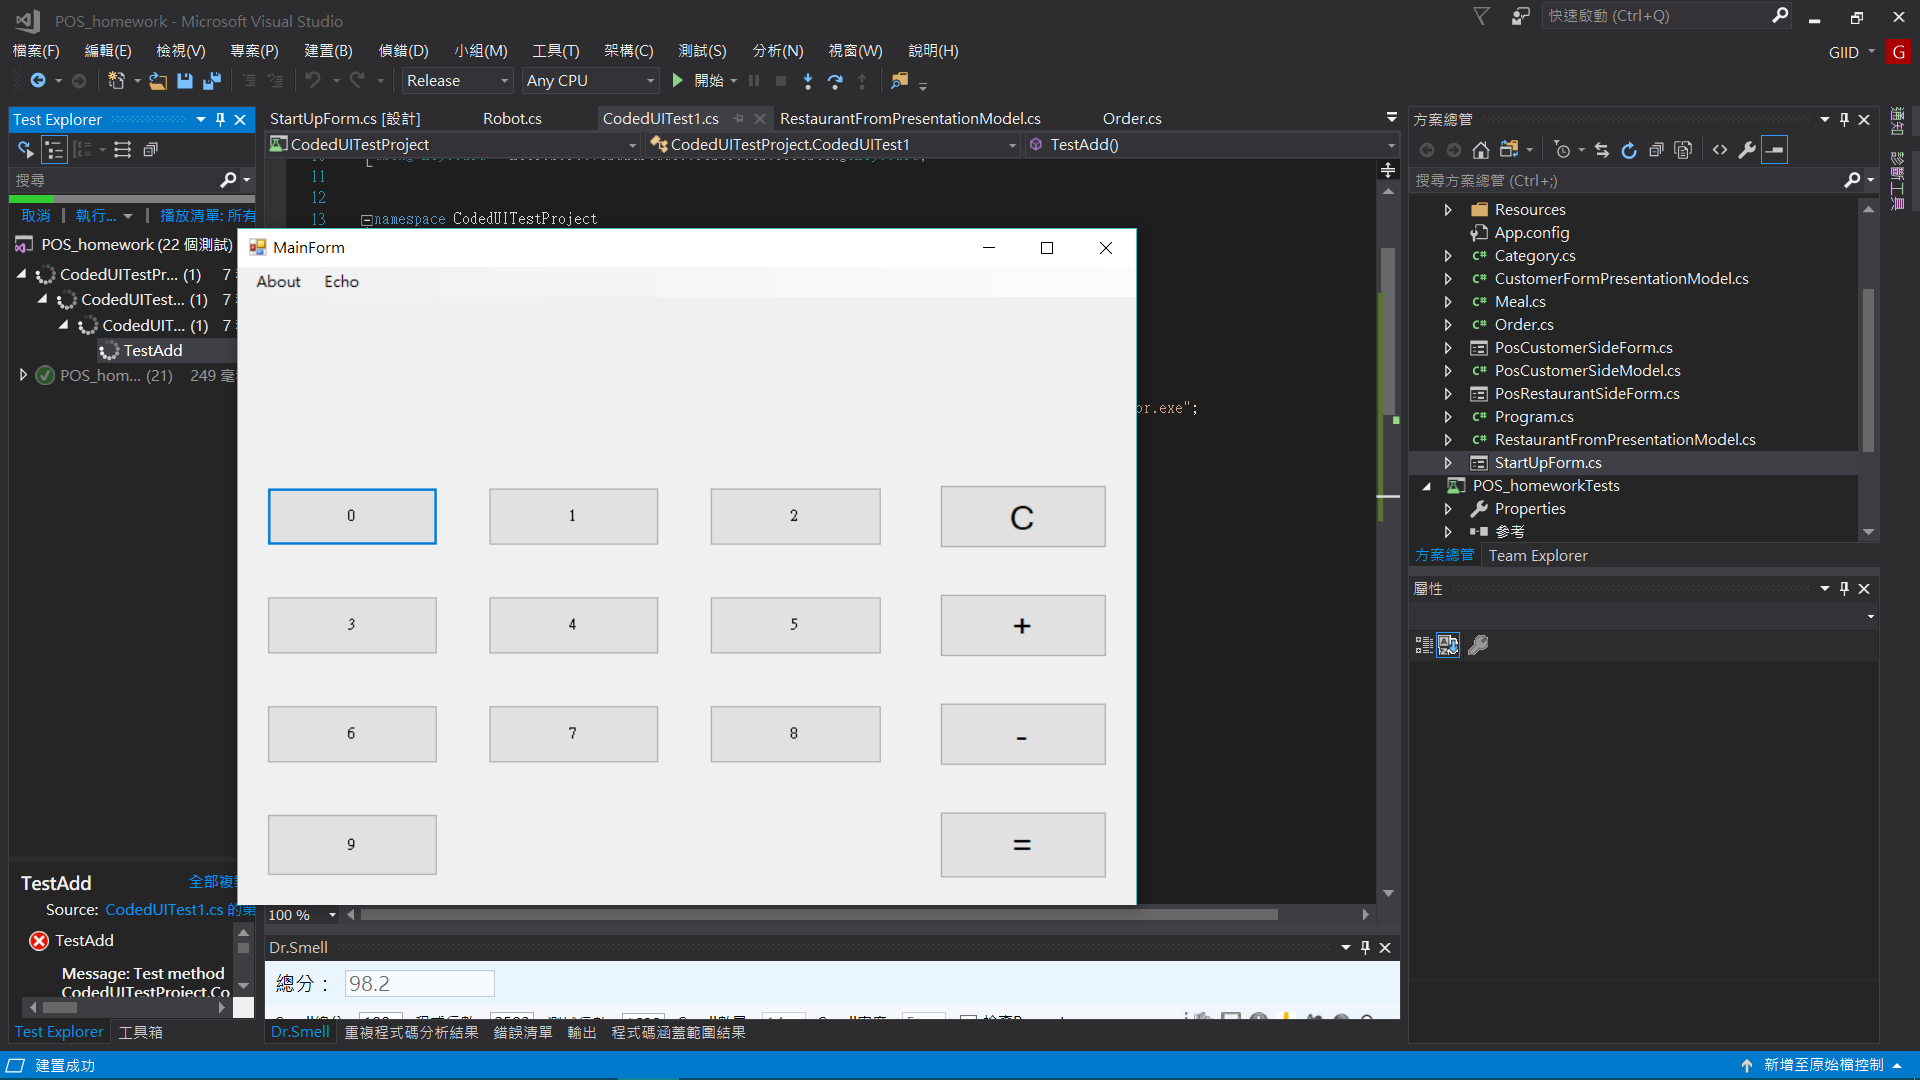 POS_homework - Microsoft Visual Studio
快速啟動 (Ctrl+Q)
檔案(F) 編輯(E) 檢視(V) 專案(P) 建置(B) 偵錯(D) 小組(M) 工具(T) 架構(C) 測試(S) 分析(N) 視窗(W) 說明(H)
GIID G
Release Any CPU 開始
Test Explorer
StartUpForm.cs [設計] Robot.cs CodedUITest1.cs RestaurantFromPresentationModel.cs Order.cs
方案總管
通知
診斷工具
CodedUITestProject CodedUITestProject.CodedUITest1 TestAdd()
搜尋
搜尋方案總管 (Ctrl+;)
取消 執行... 播放清單: 所有
11
12
13 namespace CodedUITestProject
POS_homework (22 個測試)
CodedUITestPr... (1) 7
CodedUITest... (1) 7
CodedUIT... (1) 7
TestAdd
POS_hom... (21) 249 毫
MainForm
About Echo
or.exe";
0 1 2 C
3 4 5 +
6 7 8 -
9 =
Resources
App.config
Category.cs
CustomerFormPresentationModel.cs
Meal.cs
Order.cs
PosCustomerSideForm.cs
PosCustomerSideModel.cs
PosRestaurantSideForm.cs
Program.cs
RestaurantFromPresentationModel.cs
StartUpForm.cs
POS_homeworkTests
Properties
參考
方案總管 Team Explorer
屬性
TestAdd 全部複
Source: CodedUITest1.cs 的第
TestAdd
Message: Test method
CodedUITestProject.Co
Test Explorer 工具箱
100 %
Dr.Smell
總分： 98.2
Dr.Smell 重複程式碼分析結果 錯誤清單 輸出 程式碼涵蓋範圍結果
建置成功
新增至原始檔控制